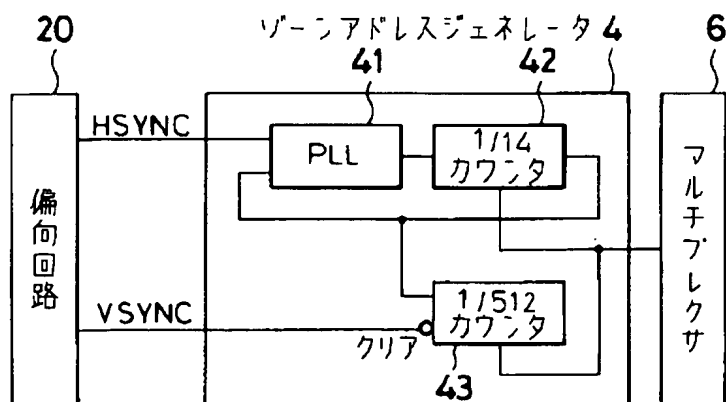 20
ゾーンアドレスジェネレータ 4
6
41
42
HSYNC
PLL
1/14
カウンタ
偏向回路
マルチプレクサ
VSYNC
クリア
1/512
カウンタ
43